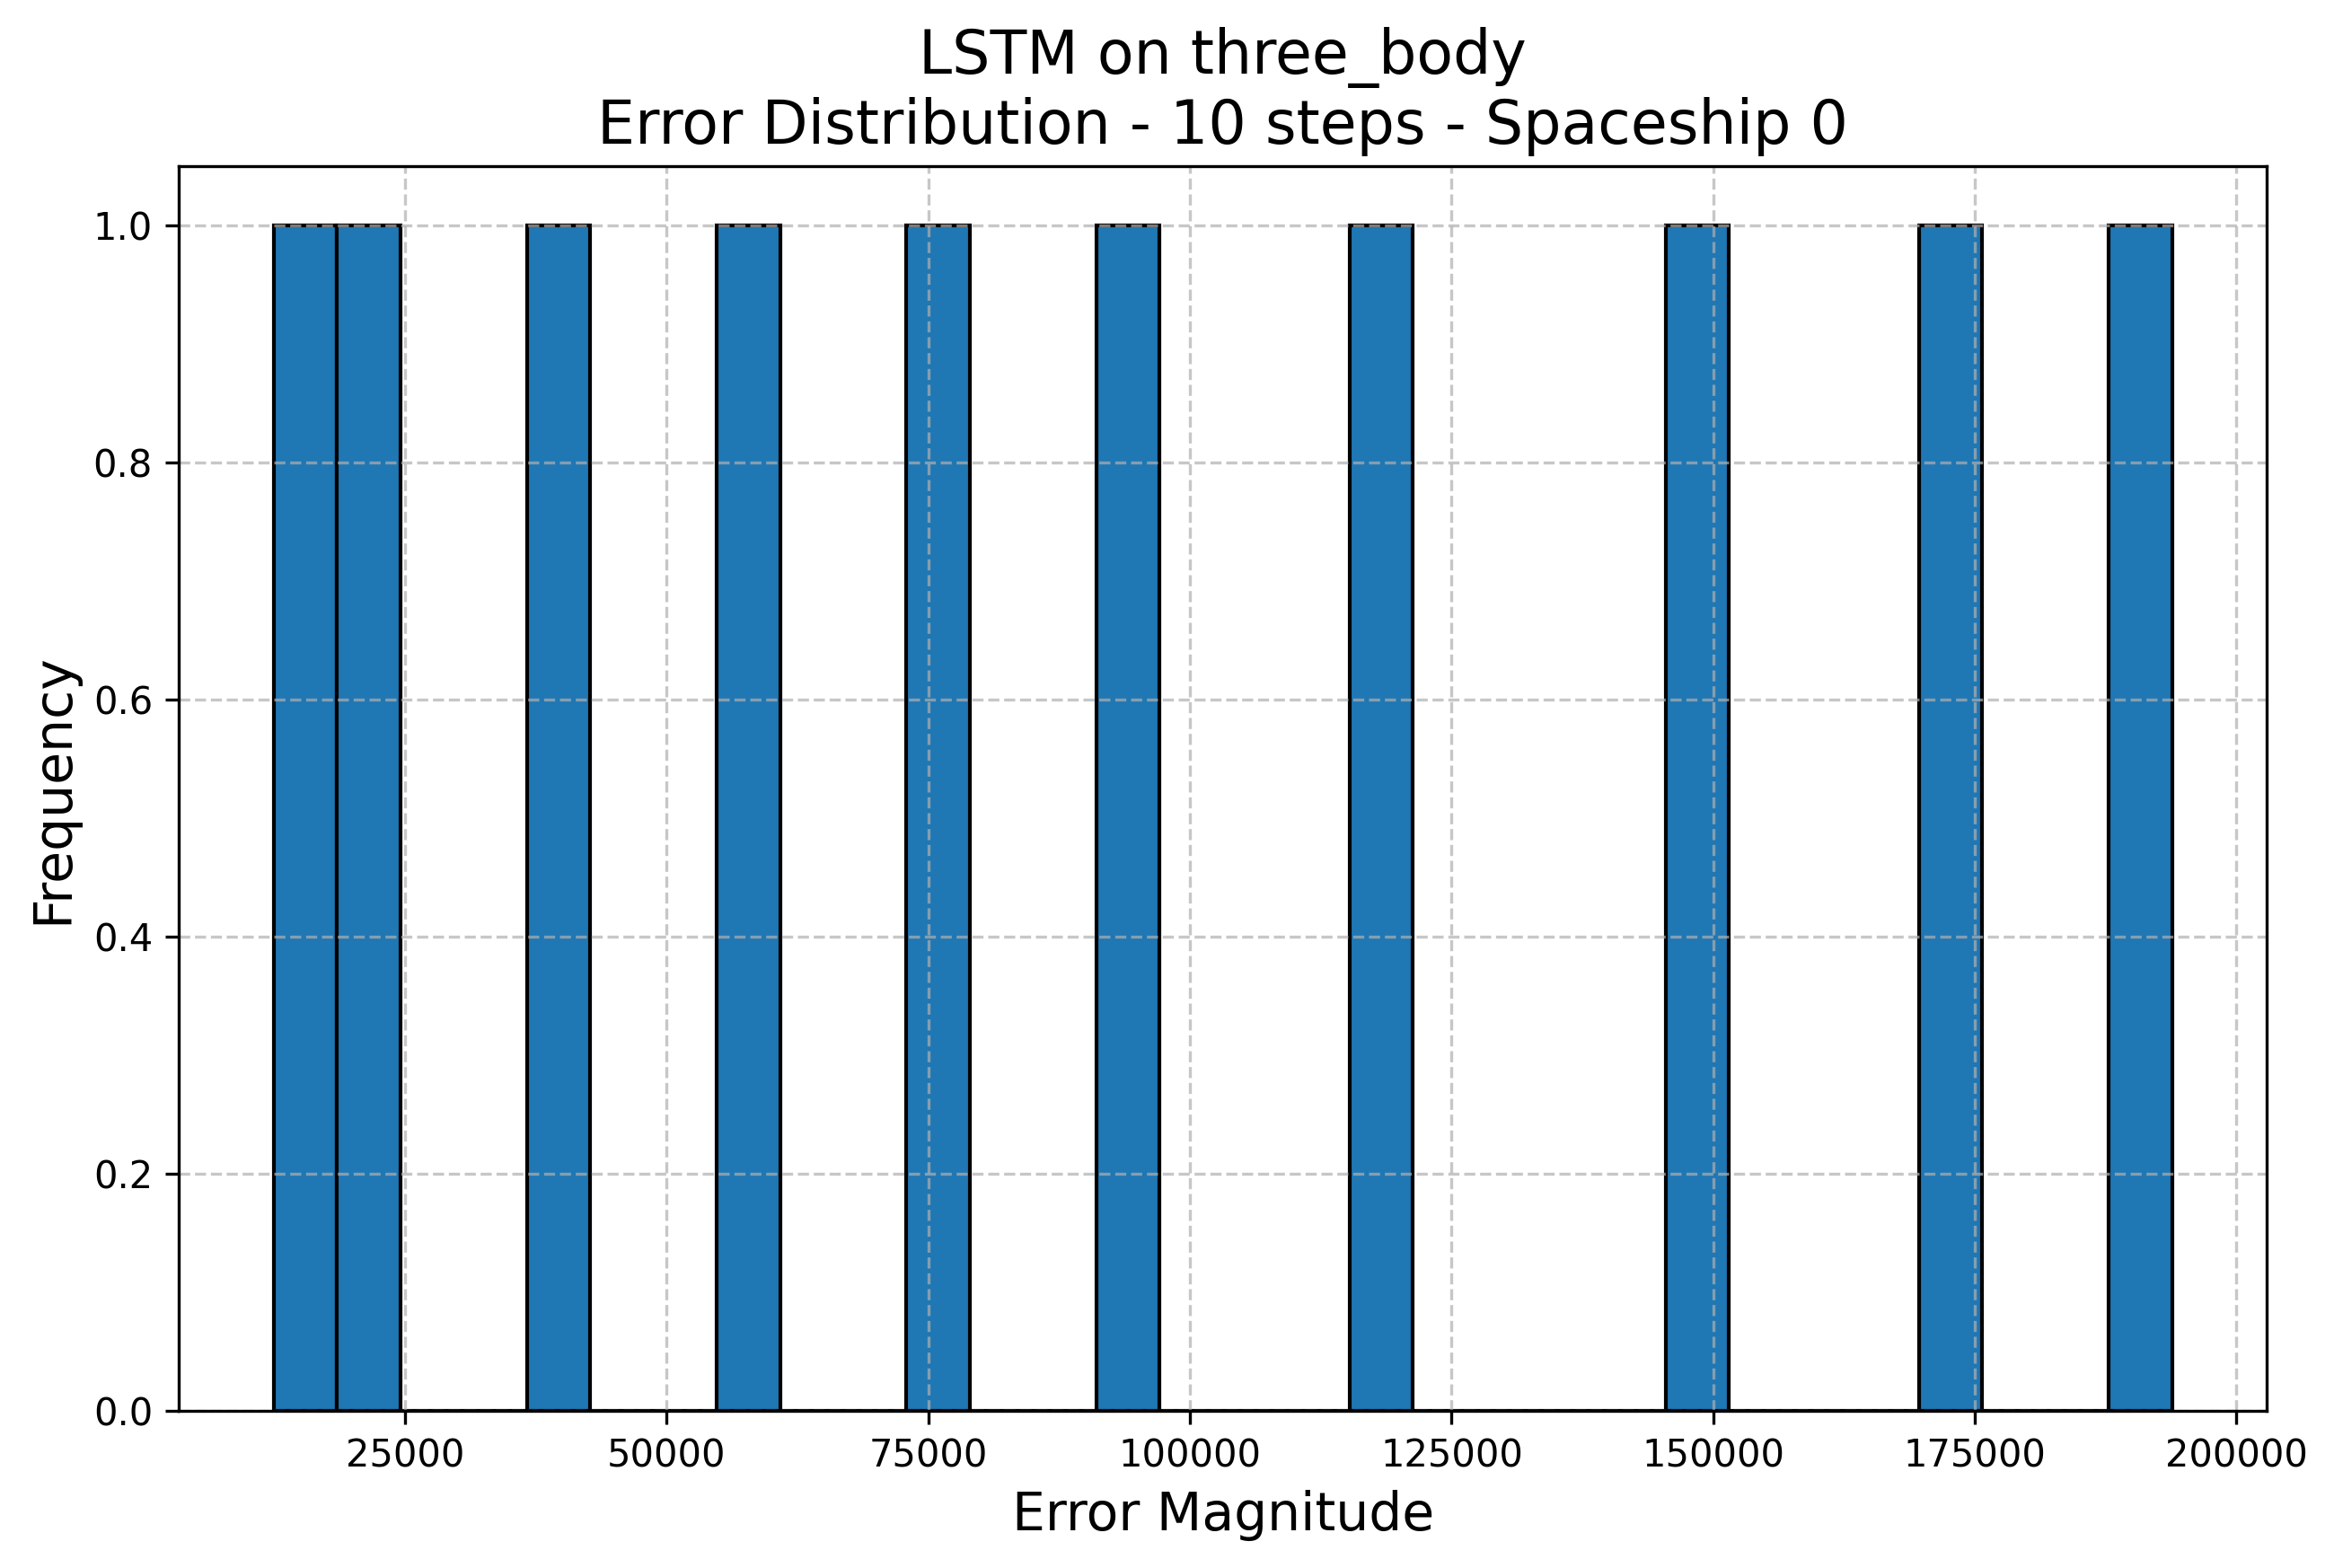 LSTM on three_body
Error Distribution - 10 steps - Spaceship 0
1.0
0.8
0.6
0.4
0.2
0.0
Frequency
25000 50000 75000 100000 125000 150000 175000 200000
Error Magnitude